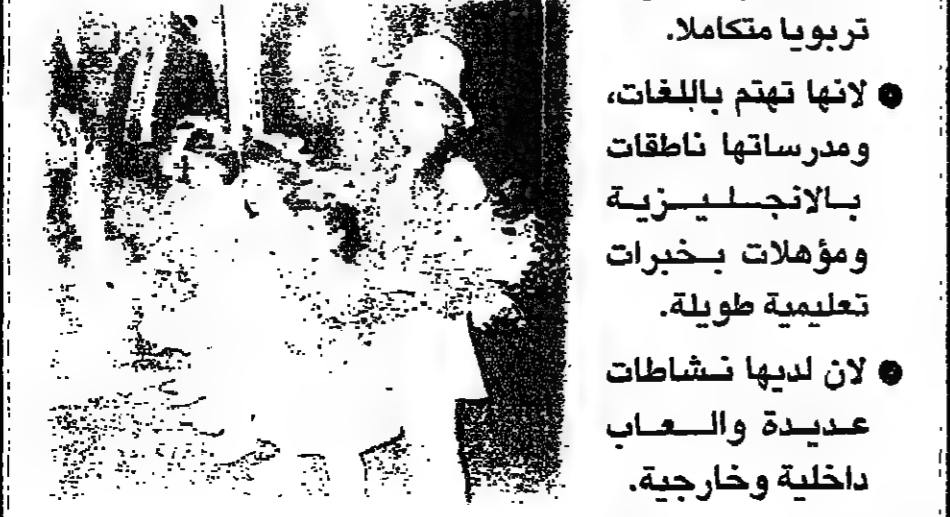 تربويا متكاملا.
● لانها تهتم باللغات،
ومدرساتها ناطقات
بالانجليزية
ومؤهلات بخبرات
تعليمية طويلة.
● لان لديها نشاطات
عديدة والعاب
داخلية وخارجية.